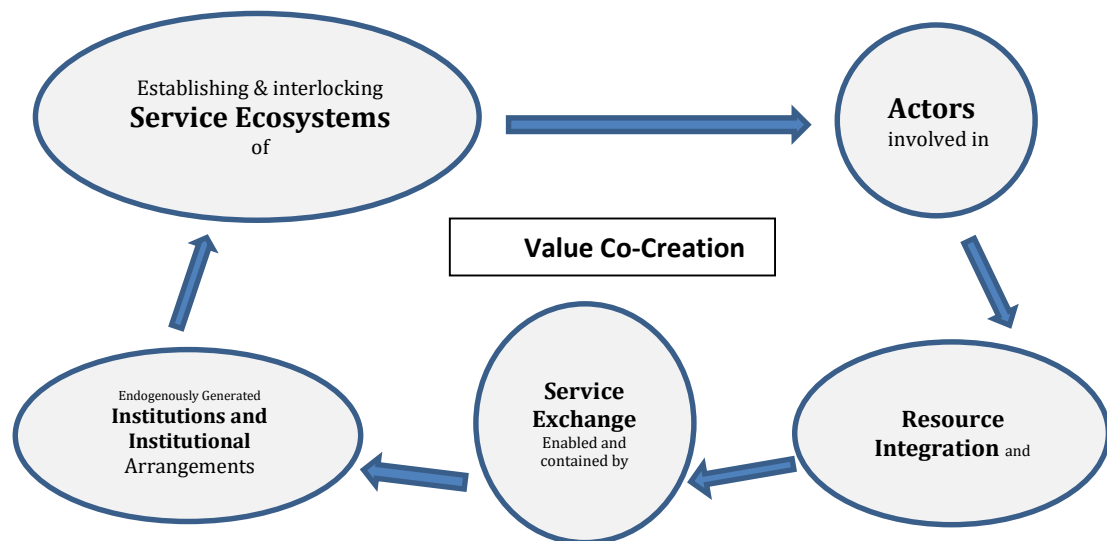 Establishing & interlocking
Service Ecosystems
of
Actors
involved in
Value Co-Creation
Resource
Integration and
Service
Exchange
Enabled and
contained by
Endogenously Generated
Institutions and
Institutional
Arrangements